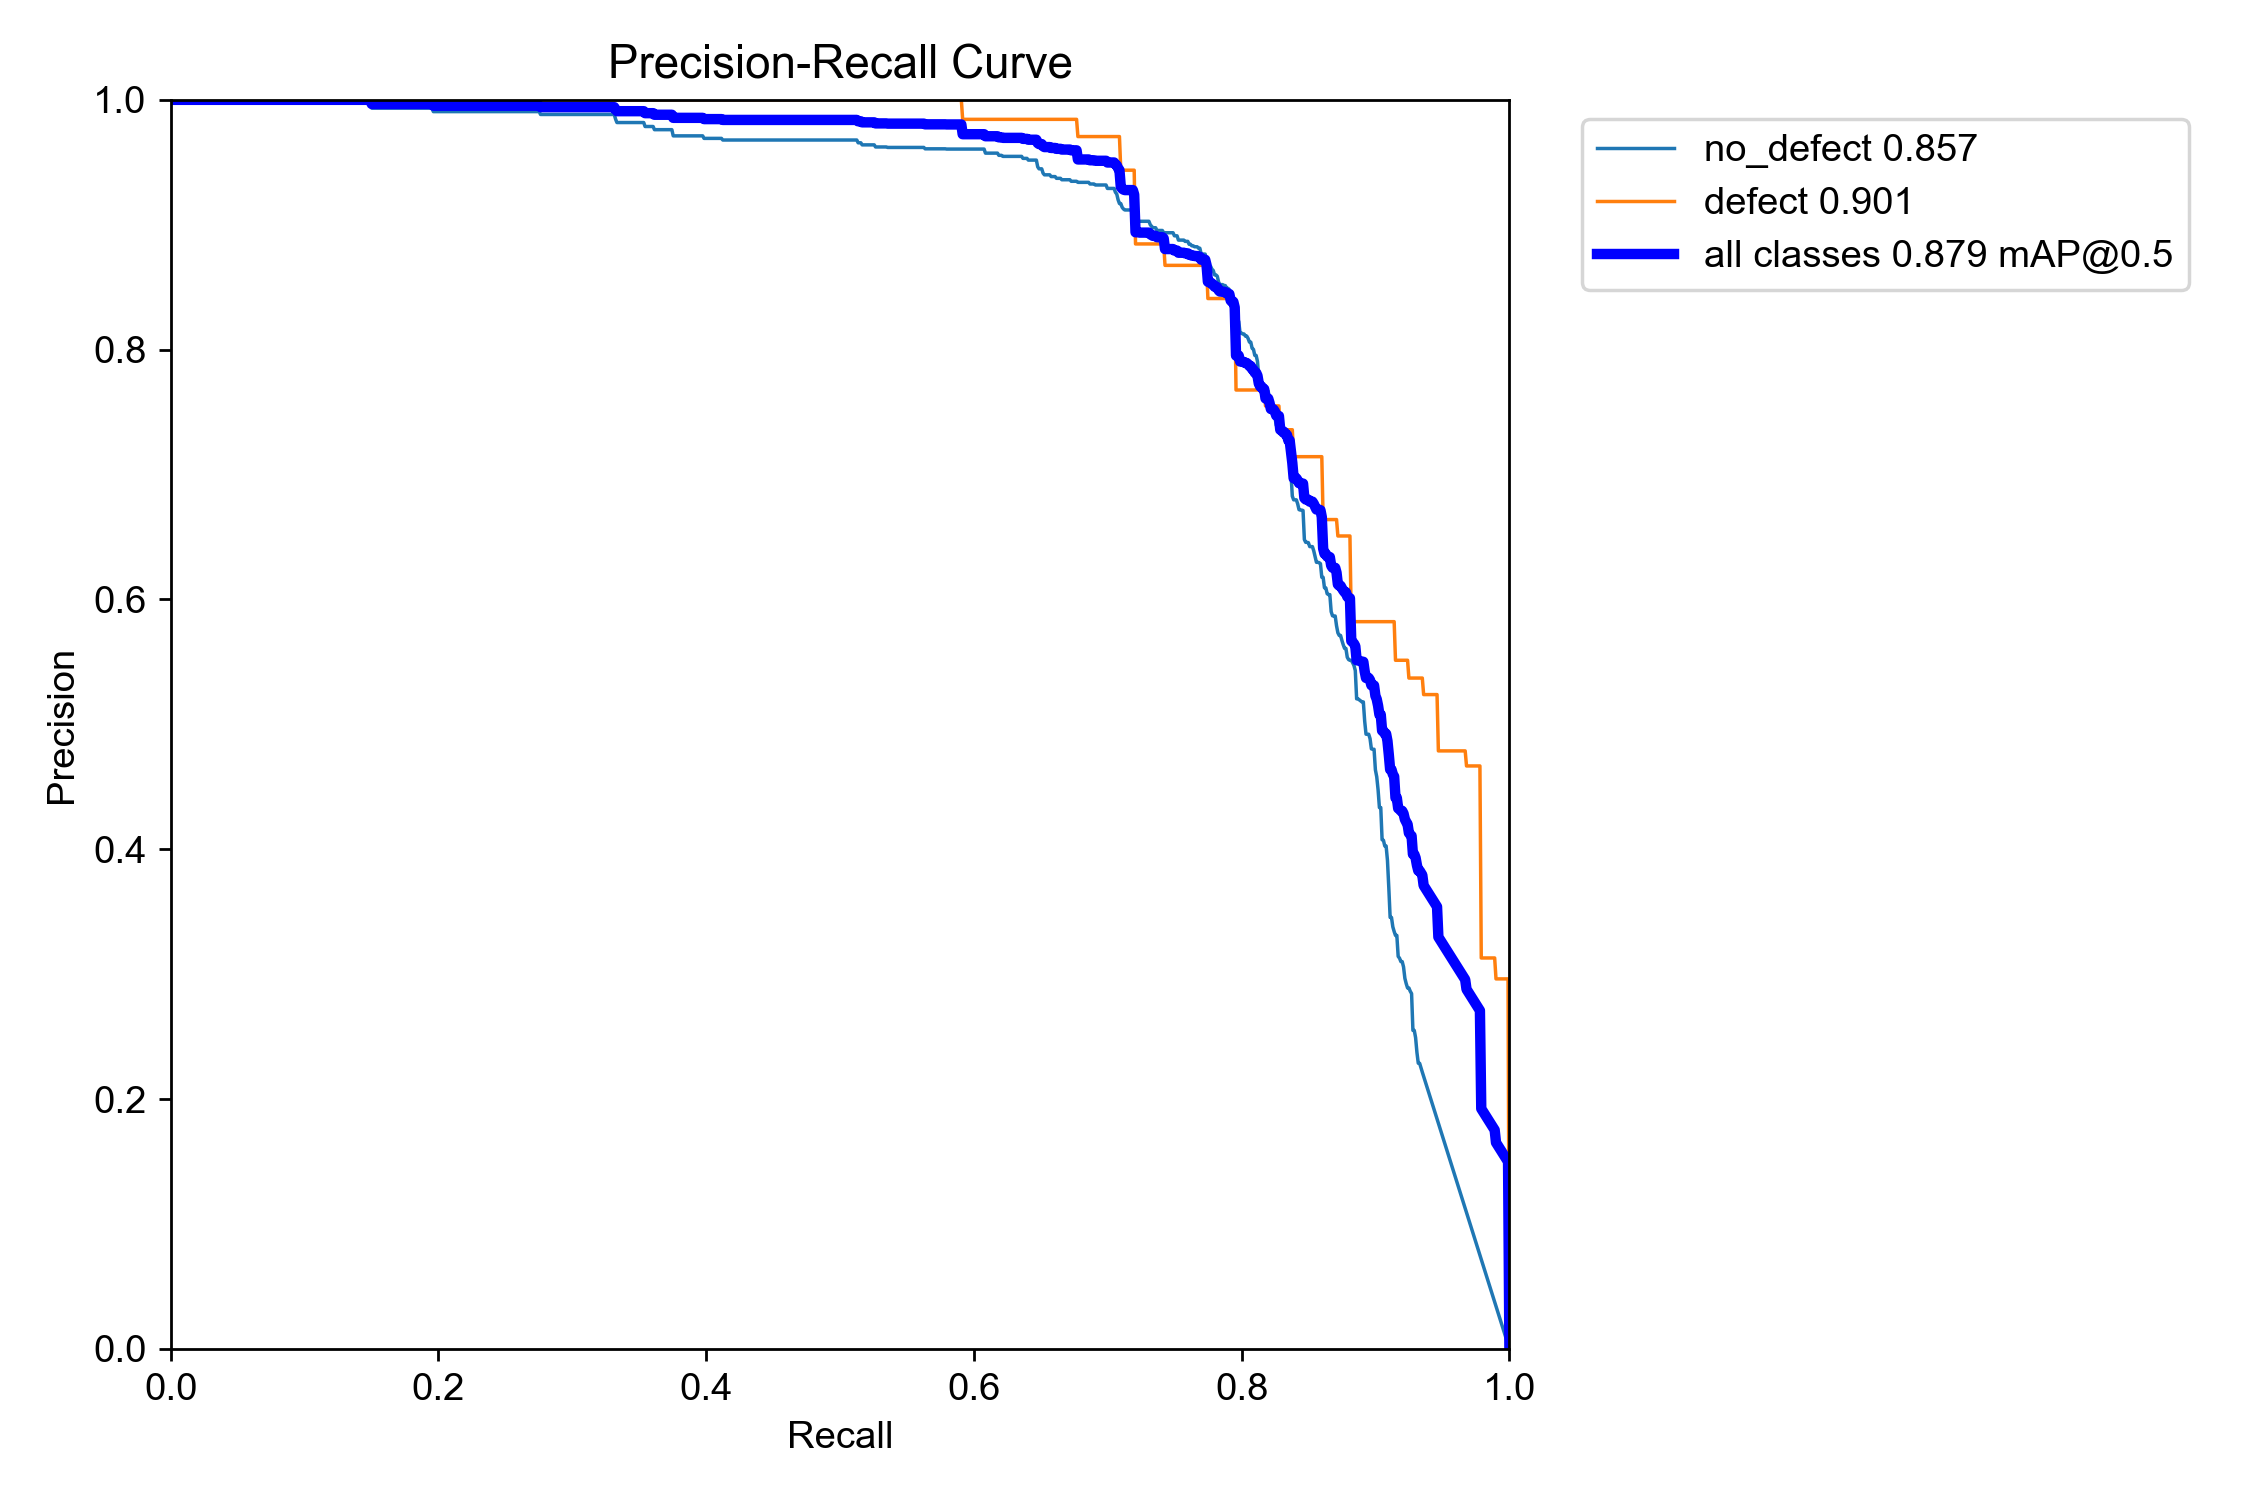 Precision-Recall Curve
1.0
0.8
0.6
0.4
0.2
0.0
Precision
0.0 0.2 0.4 0.6 0.8 1.0
Recall
no_defect 0.857
defect 0.901
all classes 0.879 mAP@0.5